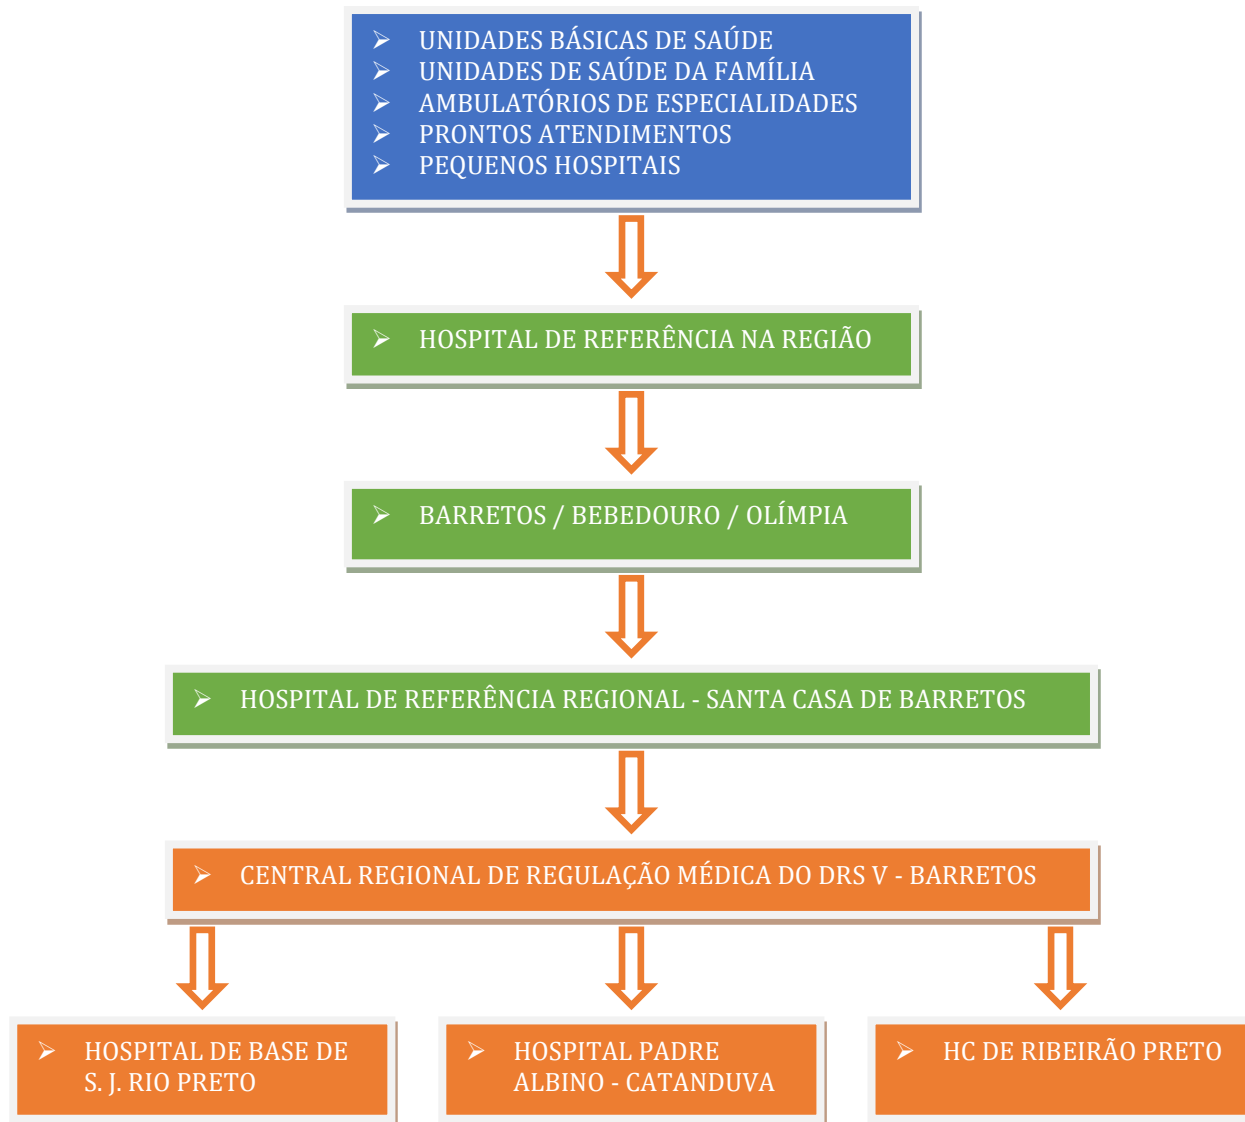 ➢ UNIDADES BÁSICAS DE SAÚDE
➢ UNIDADES DE SAÚDE DA FAMÍLIA
➢ AMBULATÓRIOS DE ESPECIALIDADES
➢ PRONTOS ATENDIMENTOS
➢ PEQUENOS HOSPITAIS
➢ HOSPITAL DE REFERÊNCIA NA REGIÃO
➢ BARRETOS / BEBEDOURO / OLÍMPIA
➢ HOSPITAL DE REFERÊNCIA REGIONAL - SANTA CASA DE BARRETOS
➢ CENTRAL REGIONAL DE REGULAÇÃO MÉDICA DO DRS V - BARRETOS
➢ HOSPITAL DE BASE DE
S. J. RIO PRETO
➢ HOSPITAL PADRE
ALBINO - CATANDUVA
➢ HC DE RIBEIRÃO PRETO